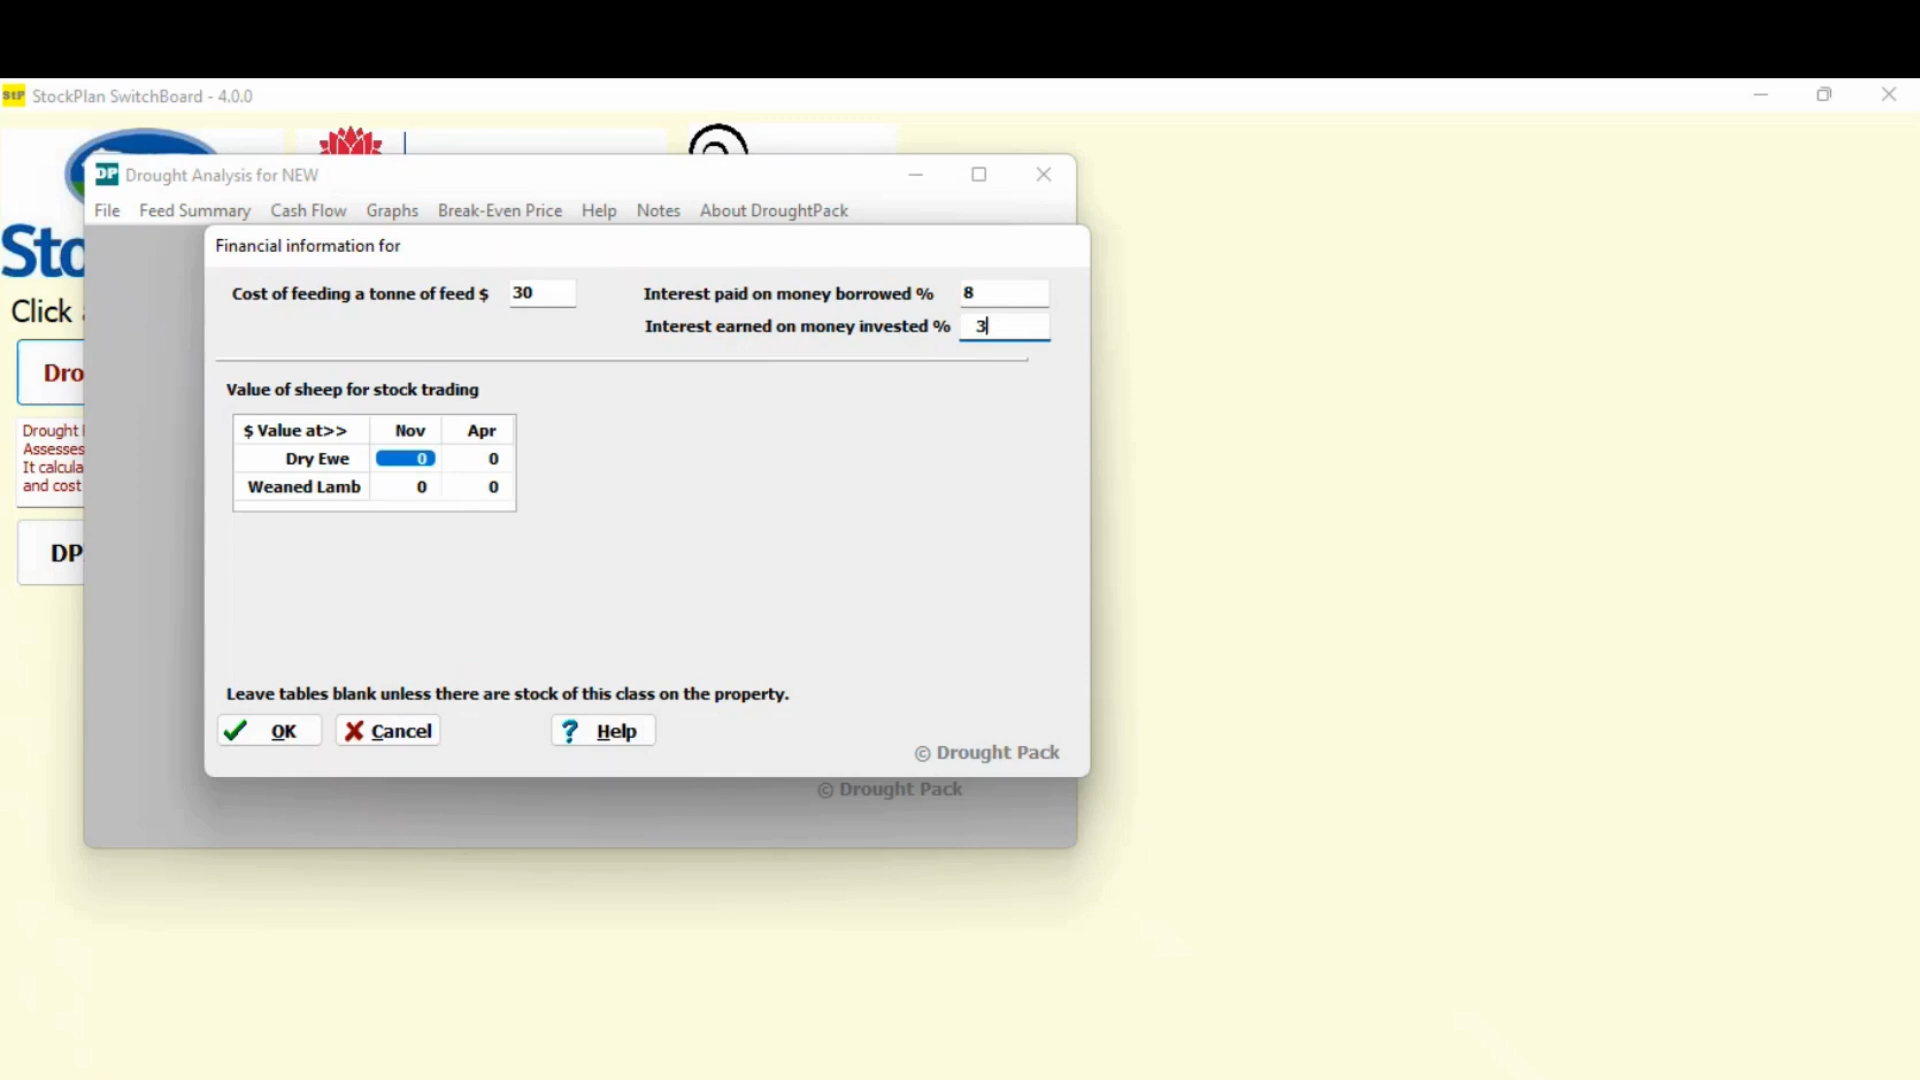 StP StockPlan SwitchBoard - 4.0.0
DP Drought Analysis for NEW
File Feed Summary Cash Flow Graphs Break-Even Price Help Notes About DroughtPack
Sto
Click
Dro
Drought
Assesses
It calcula
and cost
DP
Financial information for
Cost of feeding a tonne of feed $ 30
Interest paid on money borrowed % 8
Interest earned on money invested % 3
Value of sheep for stock trading
$ Value at>> Nov Apr
Dry Ewe 0 0
Weaned Lamb 0 0
Leave tables blank unless there are stock of this class on the property.
OK Cancel ? Help
© Drought Pack
© Drought Pack